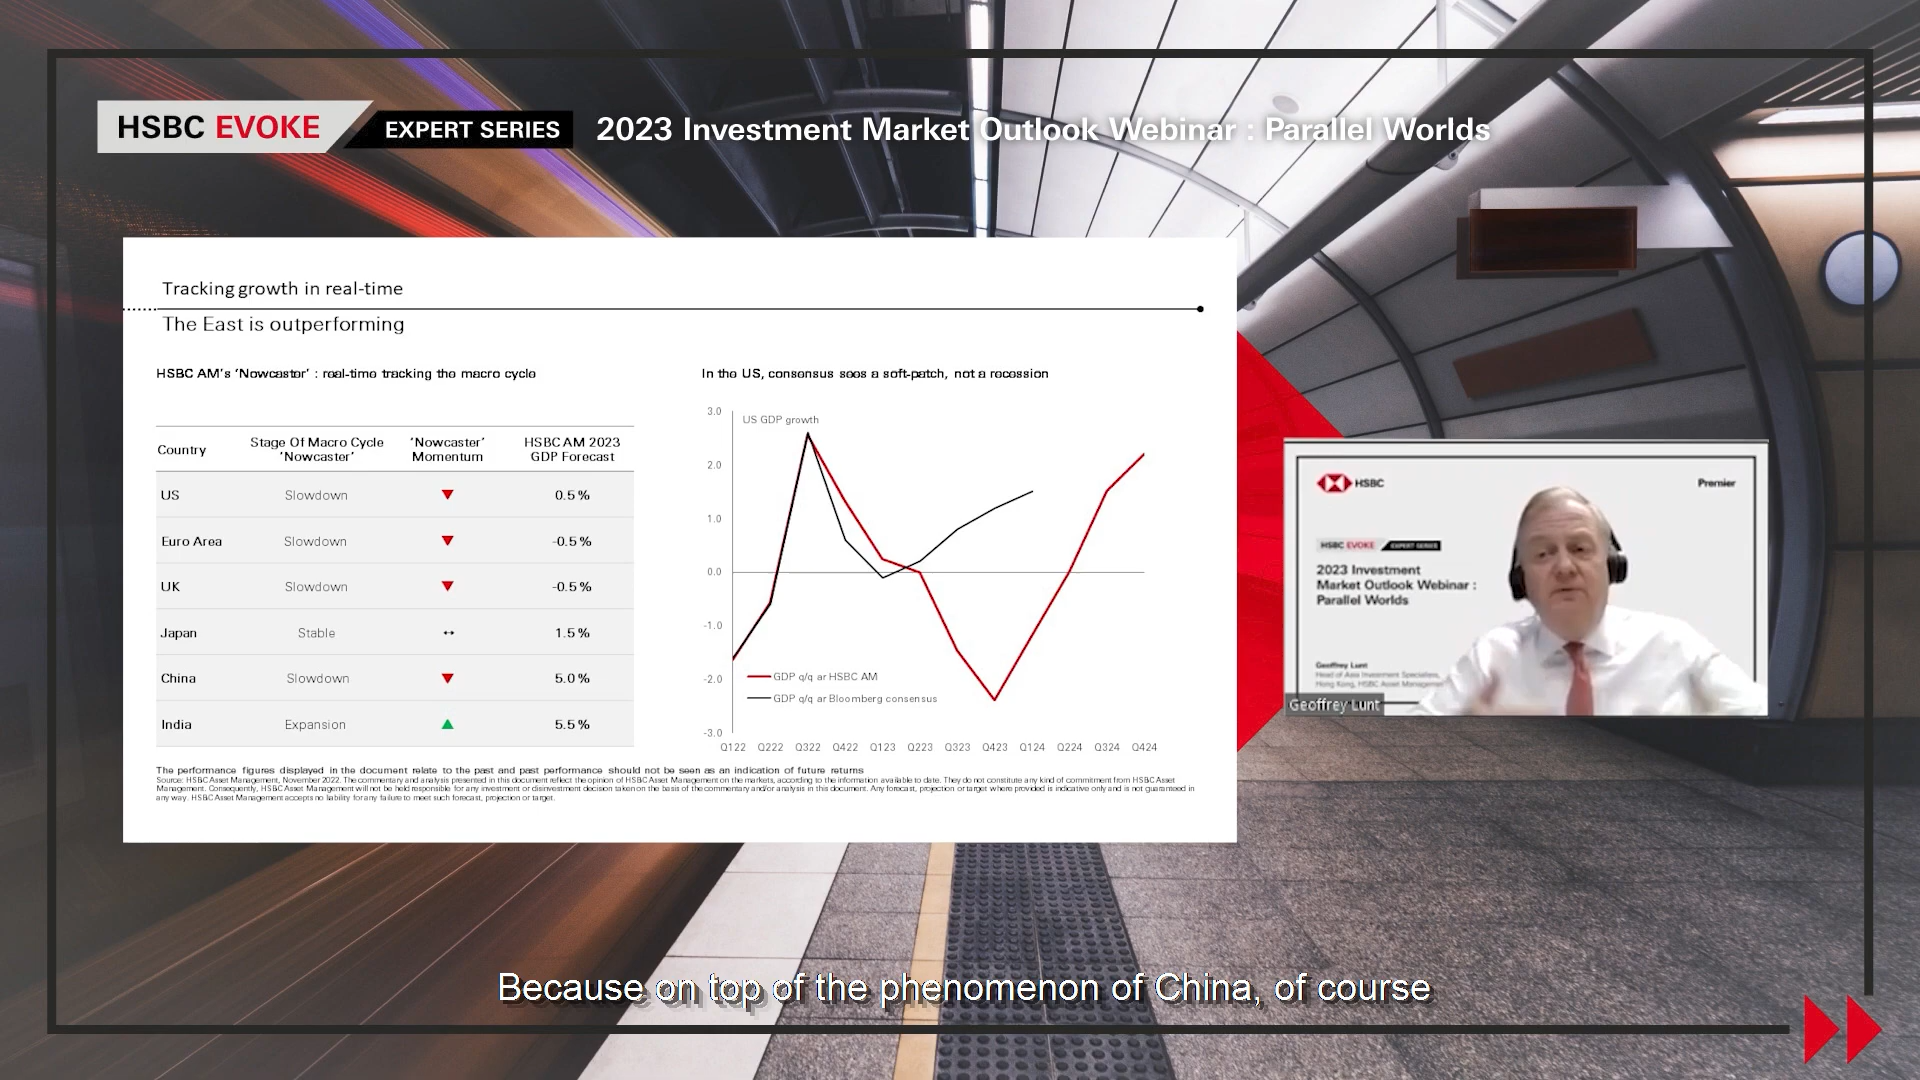 HSBC EVOKE EXPERT SERIES 2023 Investment Market Outlook Webinar : Parallel Worlds
Tracking growth in real-time
The East is outperforming
HSBC AM's 'Nowcaster' : real-time tracking the macro cycle
Country
Stage Of Macro Cycle 'Nowcaster'
'Nowcaster' Momentum
HSBC AM 2023 GDP Forecast
US Slowdown ▼ 0.5%
Euro Area Slowdown ▼ -0.5%
UK Slowdown ▼ -0.5%
Japan Stable ↔ 1.5%
China Slowdown ▼ 5.0%
India Expansion ▲ 5.5%
In the US, consensus sees a soft-patch, not a recession
US GDP growth
3.0
2.0
1.0
0.0
-1.0
-2.0
-3.0
GDP q/q ar HSBC AM
GDP q/q ar Bloomberg consensus
Q122 Q222 Q322 Q422 Q123 Q223 Q323 Q423 Q124 Q224 Q324 Q424
The performance figures displayed in the document relate to the past and past performance should not be seen as an indication of future returns
Source: HSBC Asset Management, November 2022. The commentary and analysis presented in this document reflect the opinion of HSBC Asset Management on the markets, according to the information available to date. They do not constitute any kind of commitment from HSBC Asset
Management. Consequently, HSBC Asset Management will not be held responsible for any investment or disinvestment decision taken on the basis of the commentary and/or analysis in this document. Any forecast, projection or target where provided is indicative only and is not guaranteed in
any way. HSBC Asset Management accepts no liability for any failure to meet such forecast, projection or target.
HSBC
Premier
HSBC EVOKE EXPERT SERIES
2023 Investment
Market Outlook Webinar :
Parallel Worlds
Geoffrey Lunt
Head of Asia Investment Specialists,
Hong Kong, HSBC Asset Management
Geoffrey Lunt
Because on top of the phenomenon of China, of course